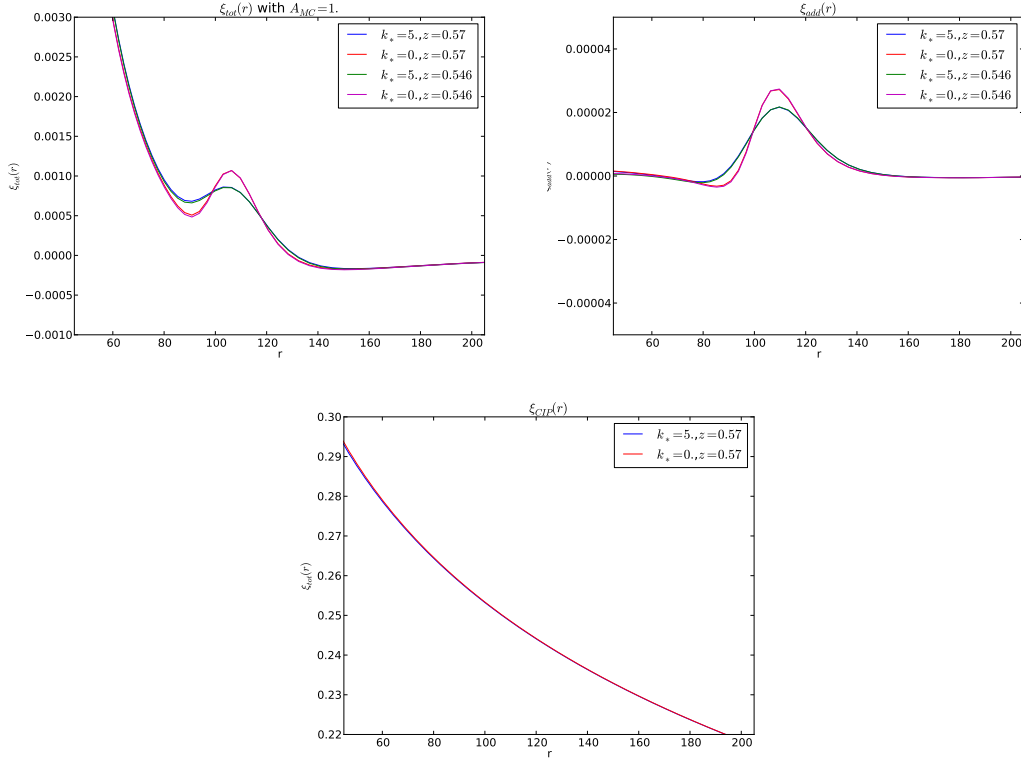 ξ_tot(r) with A_MC=1.
0.0030
0.0025
0.0020
0.0015
0.0010
0.0005
0.0000
−0.0005
−0.0010
ξ_tot(r)
60 80 100 120 140 160 180 200
r
k_*=5.,z=0.57
k_*=0.,z=0.57
k_*=5.,z=0.546
k_*=0.,z=0.546
ξ_add(r)
0.00004
0.00002
0.00000
−0.00002
−0.00004
60 80 100 120 140 160 180 200
r
k_*=5.,z=0.57
k_*=0.,z=0.57
k_*=5.,z=0.546
k_*=0.,z=0.546
ξ_CIP(r)
0.30
0.29
0.28
0.27
0.26
0.25
0.24
0.23
0.22
ξ_tot(r)
60 80 100 120 140 160 180 200
r
k_*=5.,z=0.57
k_*=0.,z=0.57